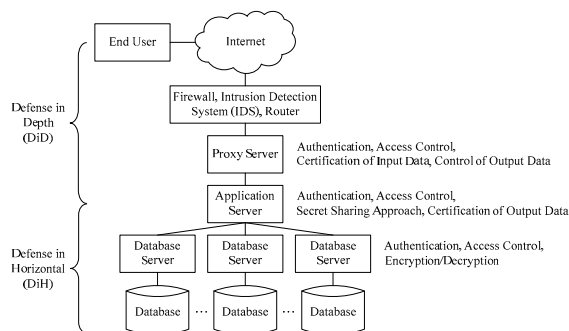 End User
Internet
Defense in
Depth
(DiD)
Firewall, Intrusion Detection
System (IDS), Router
Proxy Server
Authentication, Access Control,
Certification of Input Data, Control of Output Data
Application
Server
Authentication, Access Control,
Secret Sharing Approach, Certification of Output Data
Defense in
Horizontal
(DiH)
Database
Server
Database
Server
Database
Server
Authentication, Access Control,
Encryption/Decryption
Database ... Database ... Database